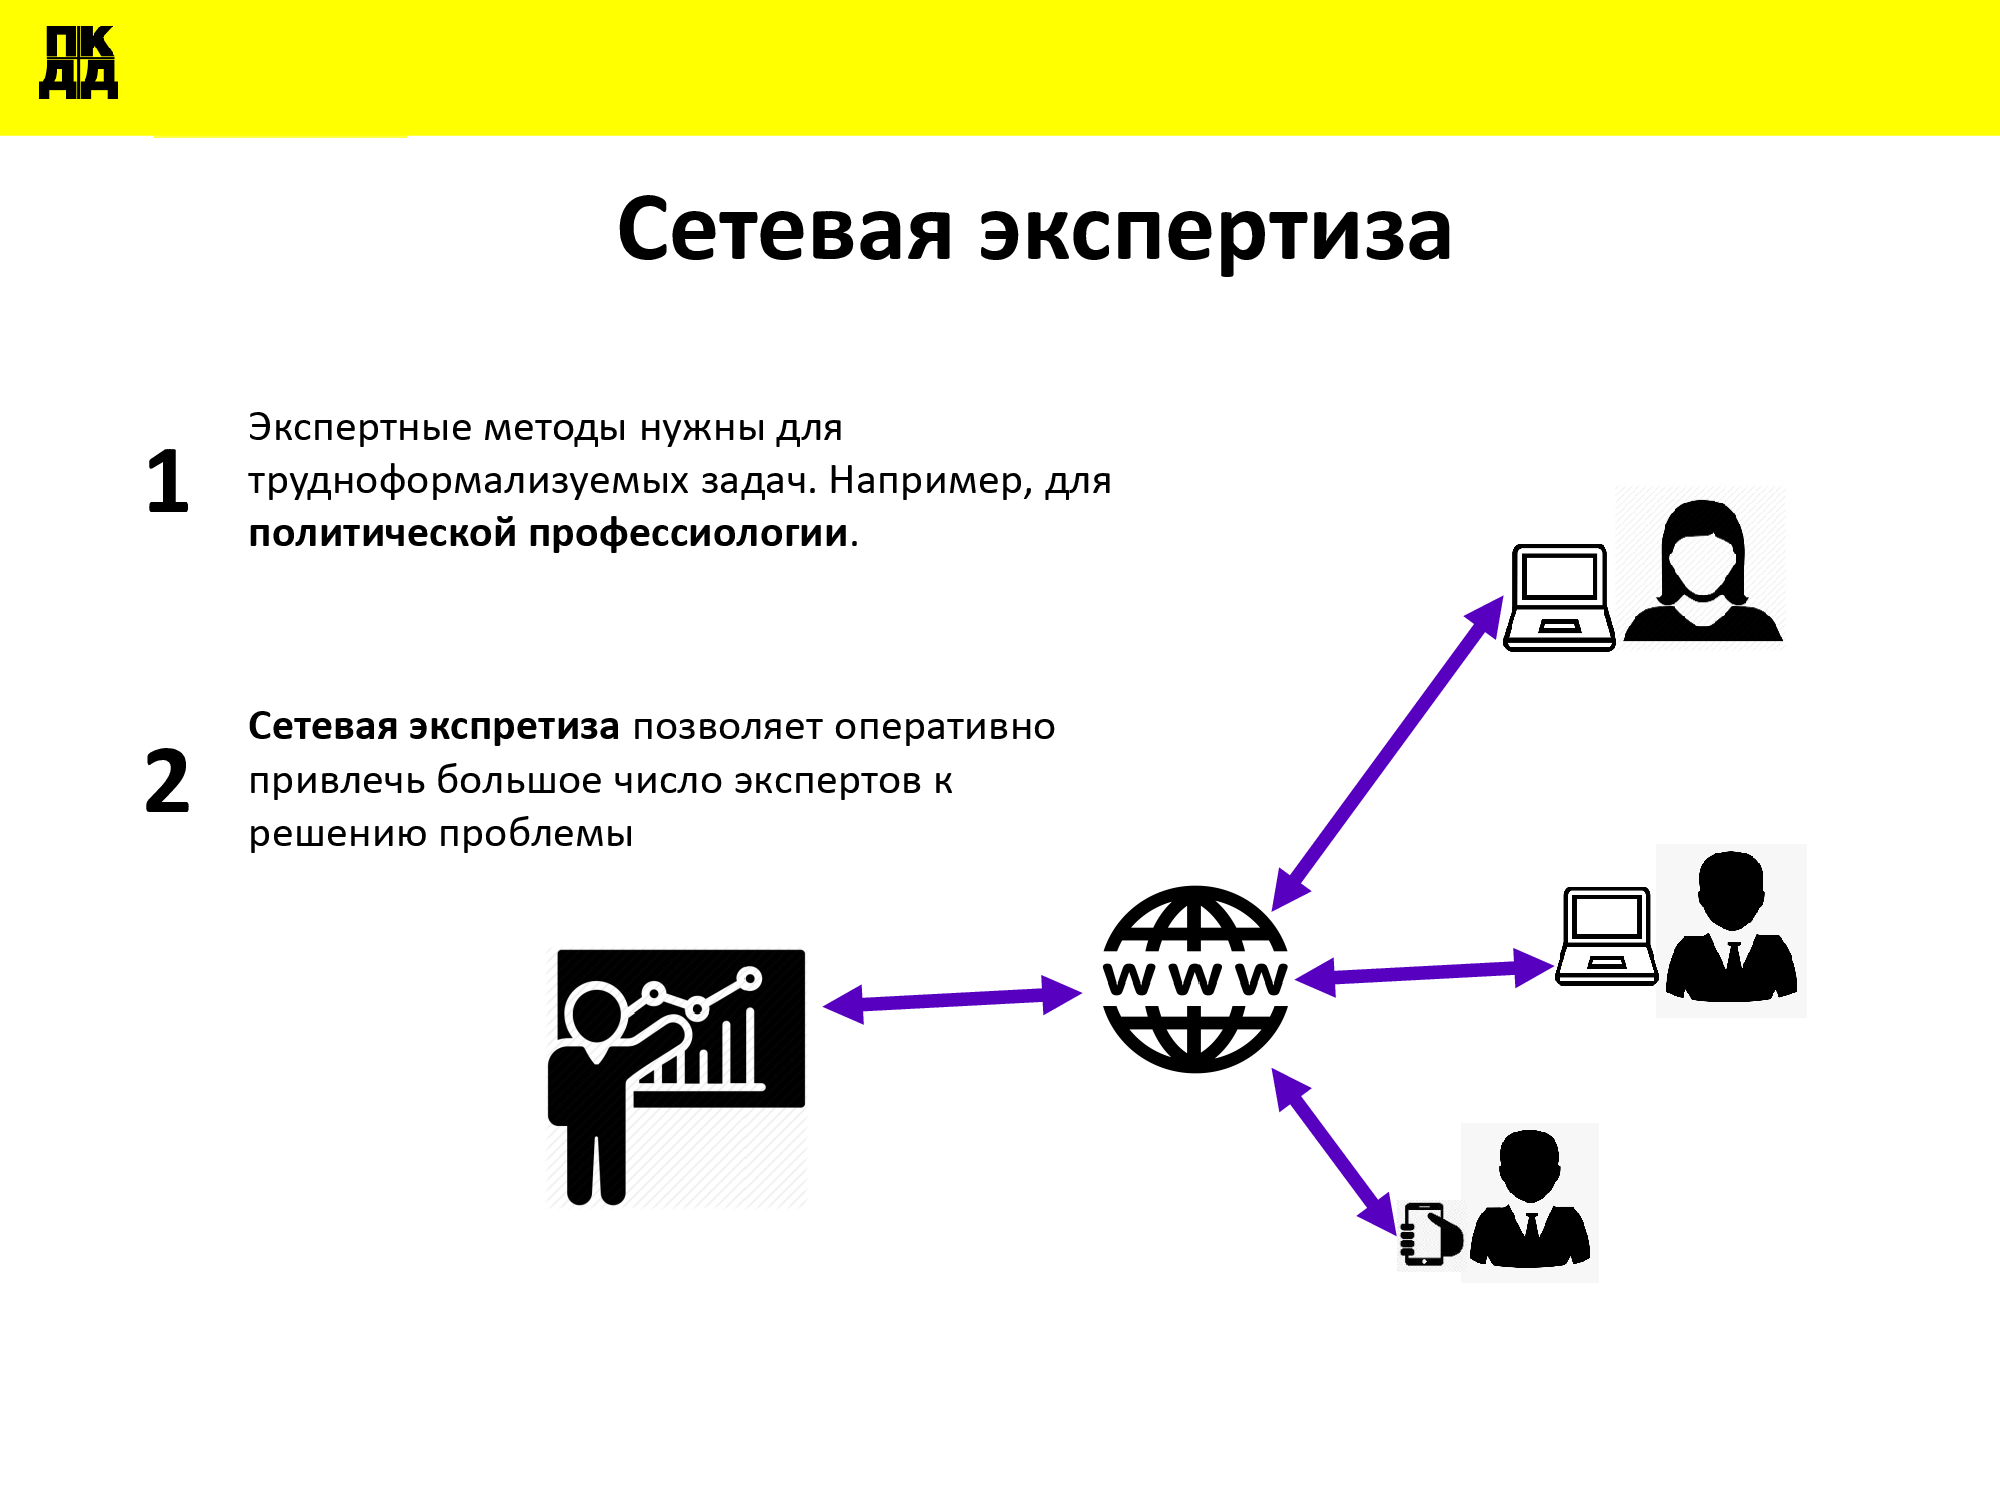 ПК
ДД
Сетевая экспертиза
1
Экспертные методы нужны для
трудноформализуемых задач. Например, для
политической профессиологии.
2
Сетевая экспретиза позволяет оперативно
привлечь большое число экспертов к
решению проблемы
www